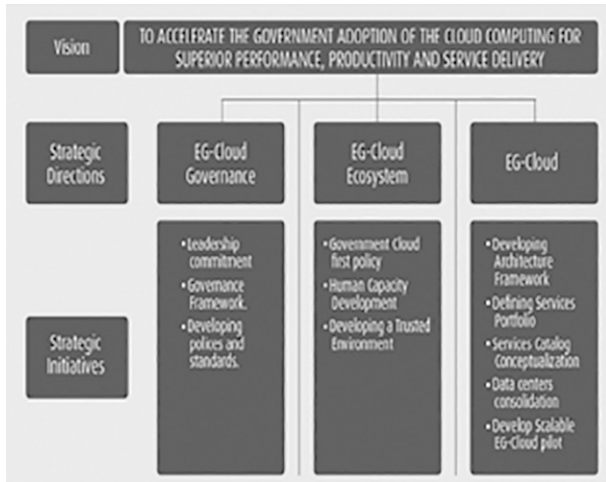 Vision
TO ACCELERATE THE GOVERNMENT ADOPTION OF THE CLOUD COMPUTING FOR
SUPERIOR PERFORMANCE, PRODUCTIVITY AND SERVICE DELIVERY
Strategic
Directions
EG-Cloud
Governance
EG-Cloud
Ecosystem
EG-Cloud
Strategic
Initiatives
• Leadership
commitment
• Governance
Framework.
• Developing
polices and
standards.
• Government Cloud
first policy
• Human Capacity
Development
• Developing a Trusted
Environment
• Developing
Architecture
Framework
• Defining Services
Portfolio
• Services Catalog
Conceptualization
• Data centers
consolidation
• Develop Scalable
EG-Cloud pilot